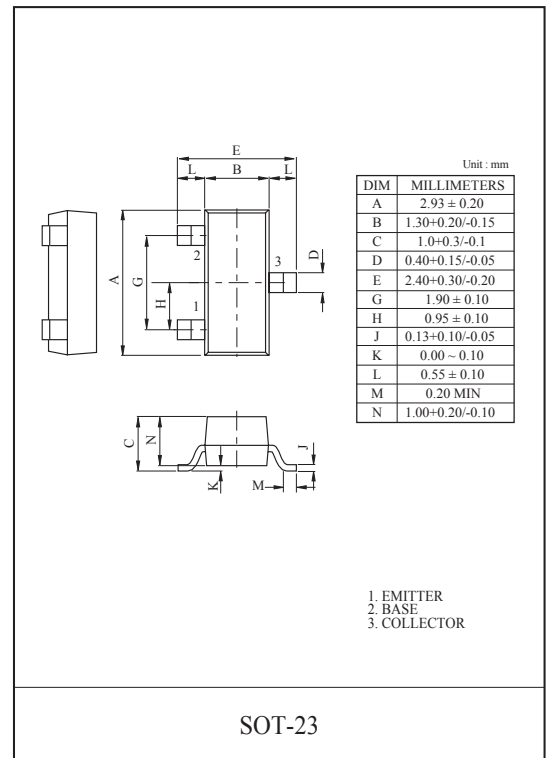 E
L B L
2
3
1
A
G
H
D
C
N
K
M
J
Unit : mm
DIM MILLIMETERS
A 2.93 ± 0.20
B 1.30+0.20/-0.15
C 1.0+0.3/-0.1
D 0.40+0.15/-0.05
E 2.40+0.30/-0.20
G 1.90 ± 0.10
H 0.95 ± 0.10
J 0.13+0.10/-0.05
K 0.00 ~ 0.10
L 0.55 ± 0.10
M 0.20 MIN
N 1.00+0.20/-0.10
1. EMITTER
2. BASE
3. COLLECTOR
SOT-23